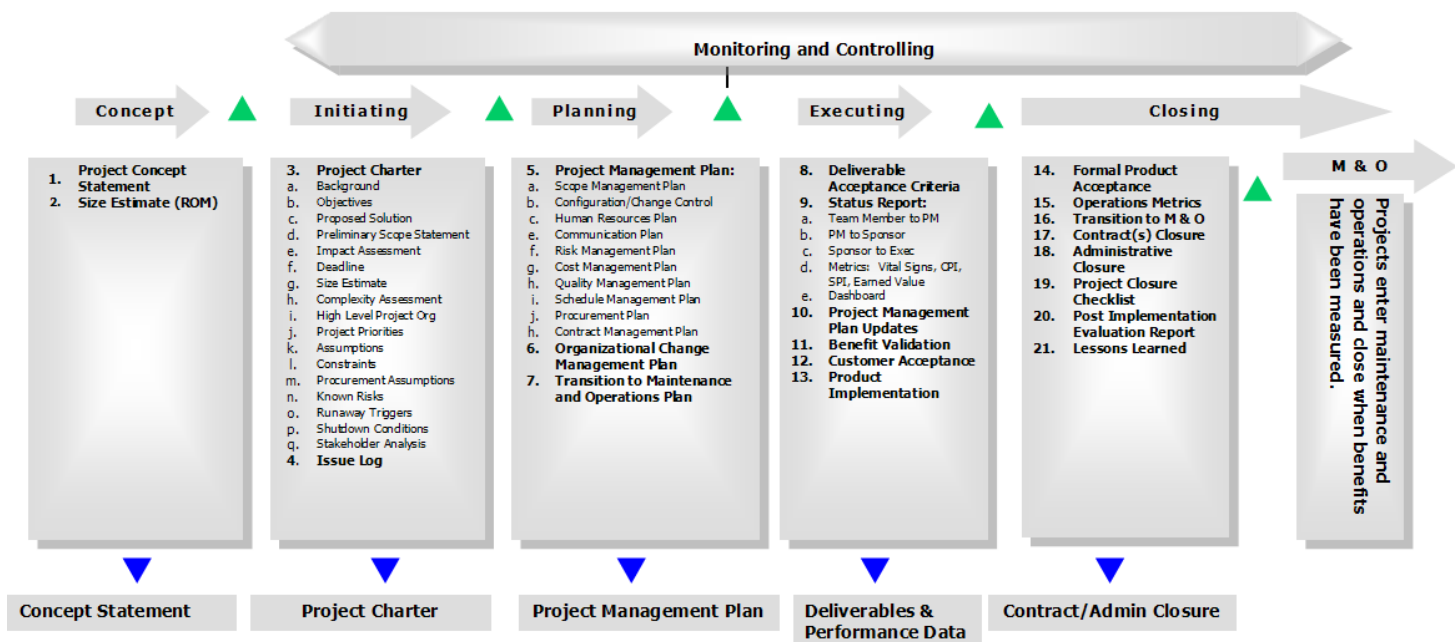 Monitoring and Controlling
Concept
Initiating
Planning
Executing
Closing
M & O
1. Project Concept
Statement
2. Size Estimate (ROM)
3. Project Charter
a. Background
b. Objectives
c. Proposed Solution
d. Preliminary Scope Statement
e. Impact Assessment
f. Deadline
g. Size Estimate
h. Complexity Assessment
i. High Level Project Org
j. Project Priorities
k. Assumptions
l. Constraints
m. Procurement Assumptions
n. Known Risks
o. Runaway Triggers
p. Shutdown Conditions
q. Stakeholder Analysis
4. Issue Log
5. Project Management Plan:
a. Scope Management Plan
b. Configuration/Change Control
c. Human Resources Plan
e. Communication Plan
f. Risk Management Plan
g. Cost Management Plan
h. Quality Management Plan
i. Schedule Management Plan
j. Procurement Plan
h. Contract Management Plan
6. Organizational Change
Management Plan
7. Transition to Maintenance
and Operations Plan
8. Deliverable
Acceptance Criteria
9. Status Report:
a. Team Member to PM
b. PM to Sponsor
c. Sponsor to Exec
d. Metrics: Vital Signs, CPI,
SPI, Earned Value
e. Dashboard
10. Project Management
Plan Updates
11. Benefit Validation
12. Customer Acceptance
13. Product
Implementation
14. Formal Product
Acceptance
15. Operations Metrics
16. Transition to M & O
17. Contract(s) Closure
18. Administrative
Closure
19. Project Closure
Checklist
20. Post Implementation
Evaluation Report
21. Lessons Learned
Projects enter maintenance and
operations and close when benefits
have been measured.
Concept Statement
Project Charter
Project Management Plan
Deliverables &
Performance Data
Contract/Admin Closure